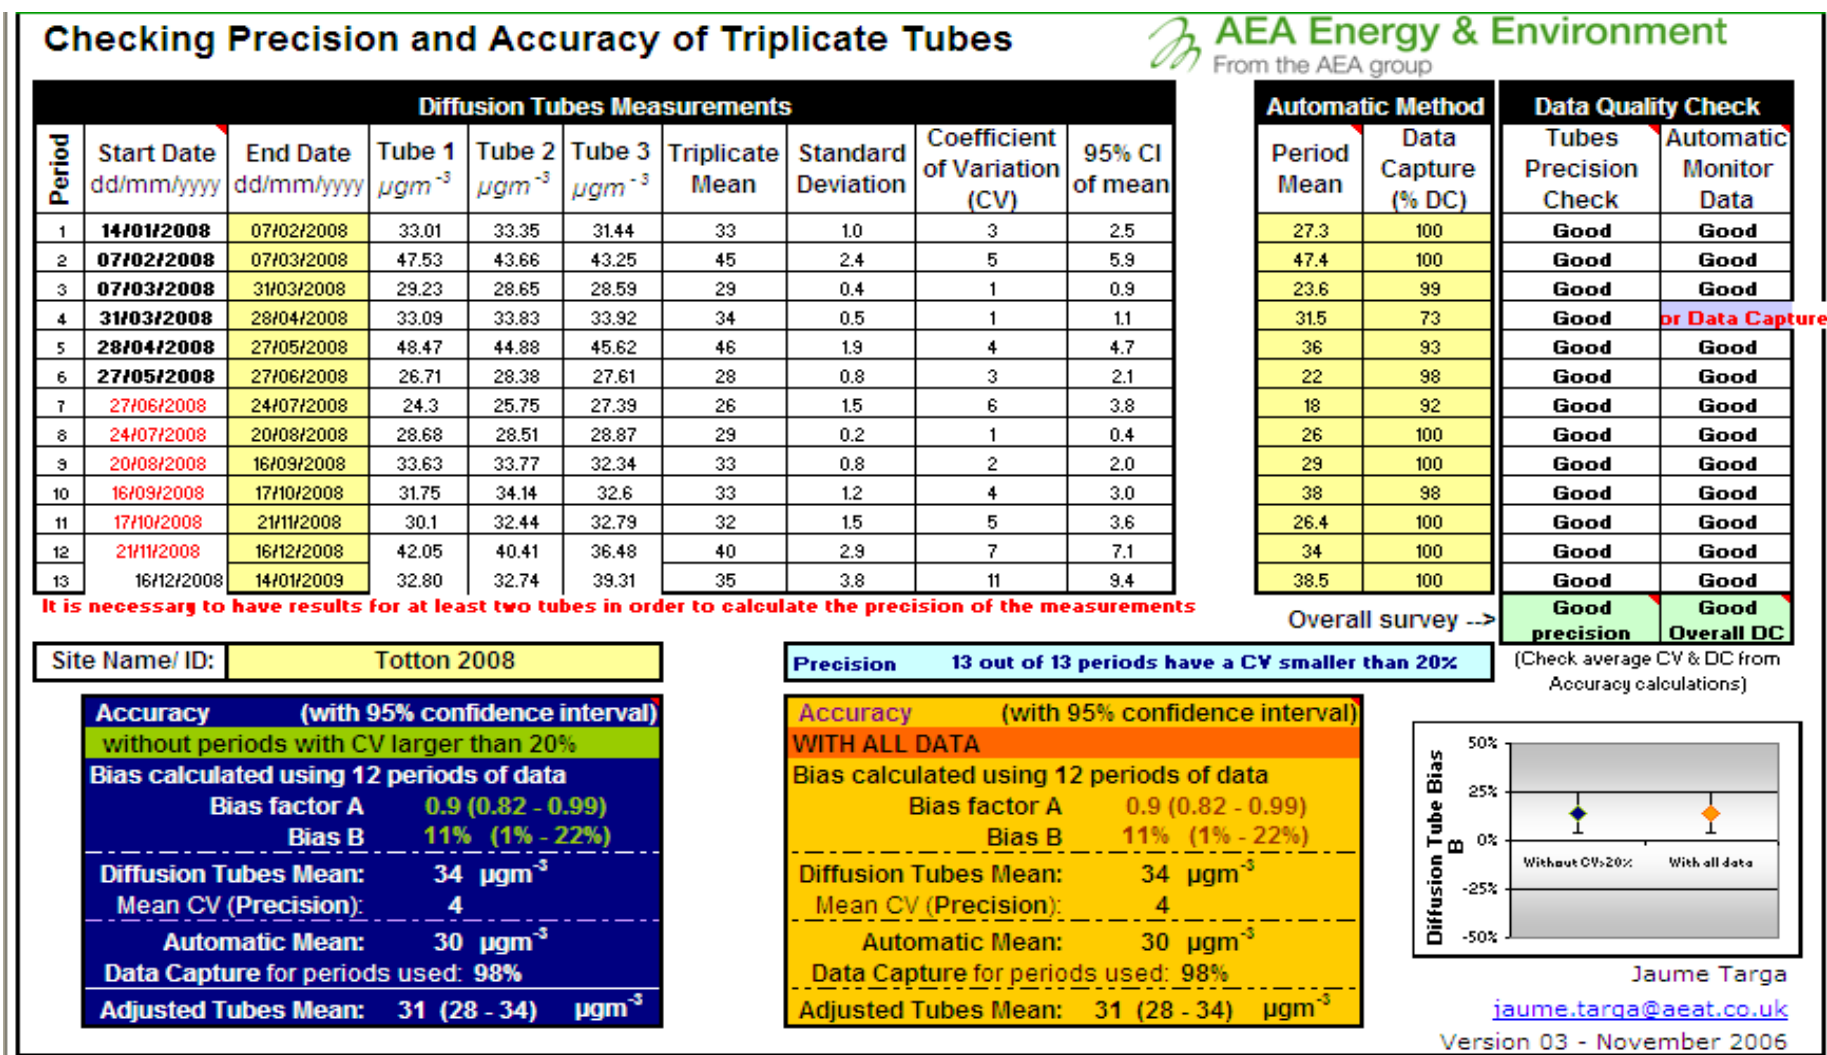 Checking Precision and Accuracy of Triplicate Tubes
AEA Energy & Environment
From the AEA group
Diffusion Tubes Measurements
Automatic Method
Data Quality Check
Period
Start Date dd/mm/yyyy
End Date dd/mm/yyyy
Tube 1 µgm⁻³
Tube 2 µgm⁻³
Tube 3 µgm⁻³
Triplicate Mean
Standard Deviation
Coefficient of Variation (CV)
95% CI of mean
Period Mean
Data Capture (% DC)
Tubes Precision Check
Automatic Monitor Data
1 14/01/2008 07/02/2008 33.01 33.35 31.44 33 1.0 3 2.5 27.3 100 Good Good
2 07/02/2008 07/03/2008 47.53 43.66 43.25 45 2.4 5 5.9 47.4 100 Good Good
3 07/03/2008 31/03/2008 29.23 28.65 28.59 29 0.4 1 0.9 23.6 99 Good Good
4 31/03/2008 28/04/2008 33.09 33.83 33.92 34 0.5 1 1.1 31.5 73 Good or Data Capture
5 28/04/2008 27/05/2008 48.47 44.88 45.62 46 1.9 4 4.7 36 93 Good Good
6 27/05/2008 27/06/2008 26.71 28.38 27.61 28 0.8 3 2.1 22 98 Good Good
7 27/06/2008 24/07/2008 24.3 25.75 27.39 26 1.5 6 3.8 18 92 Good Good
8 24/07/2008 20/08/2008 28.68 28.51 28.87 29 0.2 1 0.4 26 100 Good Good
9 20/08/2008 16/09/2008 33.63 33.77 32.34 33 0.8 2 2.0 29 100 Good Good
10 16/09/2008 17/10/2008 31.75 34.14 32.6 33 1.2 4 3.0 38 98 Good Good
11 17/10/2008 21/11/2008 30.1 32.44 32.79 32 1.5 5 3.6 26.4 100 Good Good
12 21/11/2008 16/12/2008 42.05 40.41 36.48 40 2.9 7 7.1 34 100 Good Good
13 16/12/2008 14/01/2009 32.80 32.74 39.31 35 3.8 11 9.4 38.5 100 Good Good
It is necessary to have results for at least two tubes in order to calculate the precision of the measurements
Overall survey -->
Good precision
Good Overall DC
(Check average CV & DC from
Accuracy calculations)
Site Name/ ID: Totton 2008
Precision 13 out of 13 periods have a CV smaller than 20%
Accuracy (with 95% confidence interval)
without periods with CV larger than 20%
Bias calculated using 12 periods of data
Bias factor A 0.9 (0.82 - 0.99)
Bias B 11% (1% - 22%)
Diffusion Tubes Mean: 34 µgm⁻³
Mean CV (Precision): 4
Automatic Mean: 30 µgm⁻³
Data Capture for periods used: 98%
Adjusted Tubes Mean: 31 (28 - 34) µgm⁻³
Accuracy (with 95% confidence interval)
WITH ALL DATA
Bias calculated using 12 periods of data
Bias factor A 0.9 (0.82 - 0.99)
Bias B 11% (1% - 22%)
Diffusion Tubes Mean: 34 µgm⁻³
Mean CV (Precision): 4
Automatic Mean: 30 µgm⁻³
Data Capture for periods used: 98%
Adjusted Tubes Mean: 31 (28 - 34) µgm⁻³
Diffusion Tube Bias B
50%
25%
0%
-25%
-50%
Without CV>20%
With all data
Jaume Targa
jaume.targa@aeat.co.uk
Version 03 - November 2006